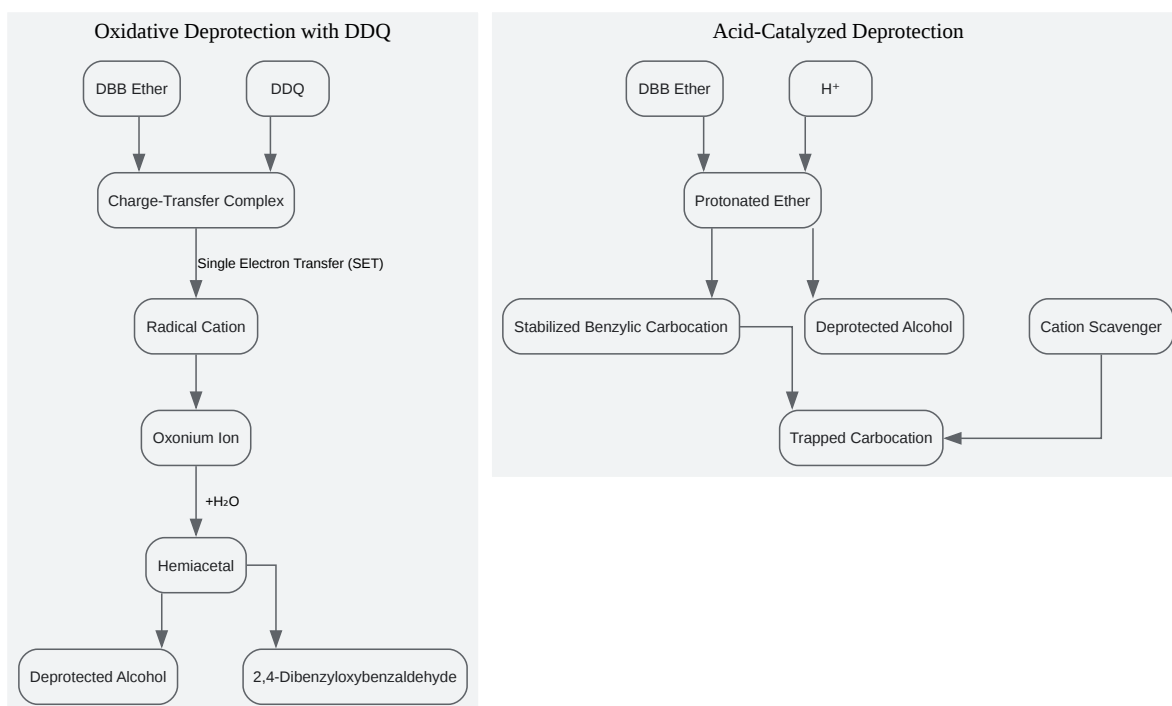 Oxidative Deprotection with DDQ
DBB Ether
DDQ
Charge-Transfer Complex
Single Electron Transfer (SET)
Radical Cation
Oxonium Ion
+H₂O
Hemiacetal
Deprotected Alcohol
2,4-Dibenzyloxybenzaldehyde
Acid-Catalyzed Deprotection
DBB Ether
H⁺
Protonated Ether
Stabilized Benzylic Carbocation
Deprotected Alcohol
Cation Scavenger
Trapped Carbocation